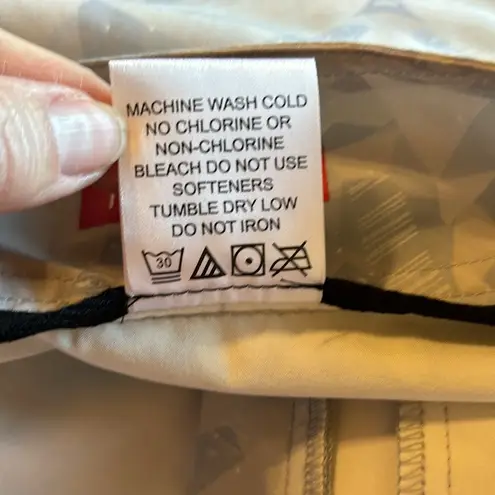 MACHINE WASH COLD
NO CHLORINE OR
NON-CHLORINE
BLEACH DO NOT USE
SOFTENERS
TUMBLE DRY LOW
DO NOT IRON
30